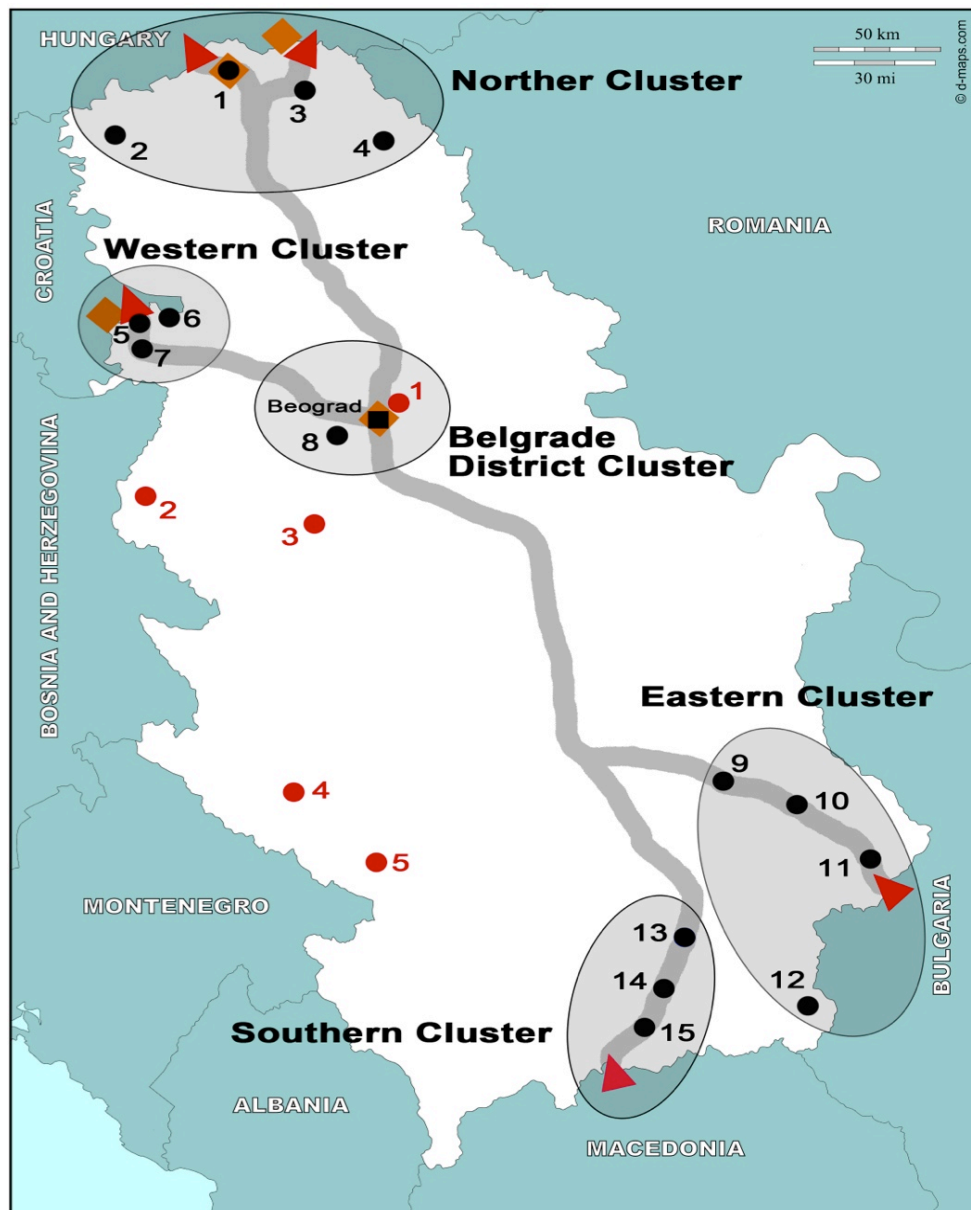 HUNGARY
50 km
30 mi
© d-maps.com
Norther Cluster
1
3
2
4
ROMANIA
CROATIA
Western Cluster
5
6
7
1
Beograd
8
Belgrade
District Cluster
BOSNIA AND HERZEGOVINA
2
3
Eastern Cluster
9
10
4
11
5
MONTENEGRO
BULGARIA
13
12
14
Southern Cluster
15
ALBANIA
MACEDONIA